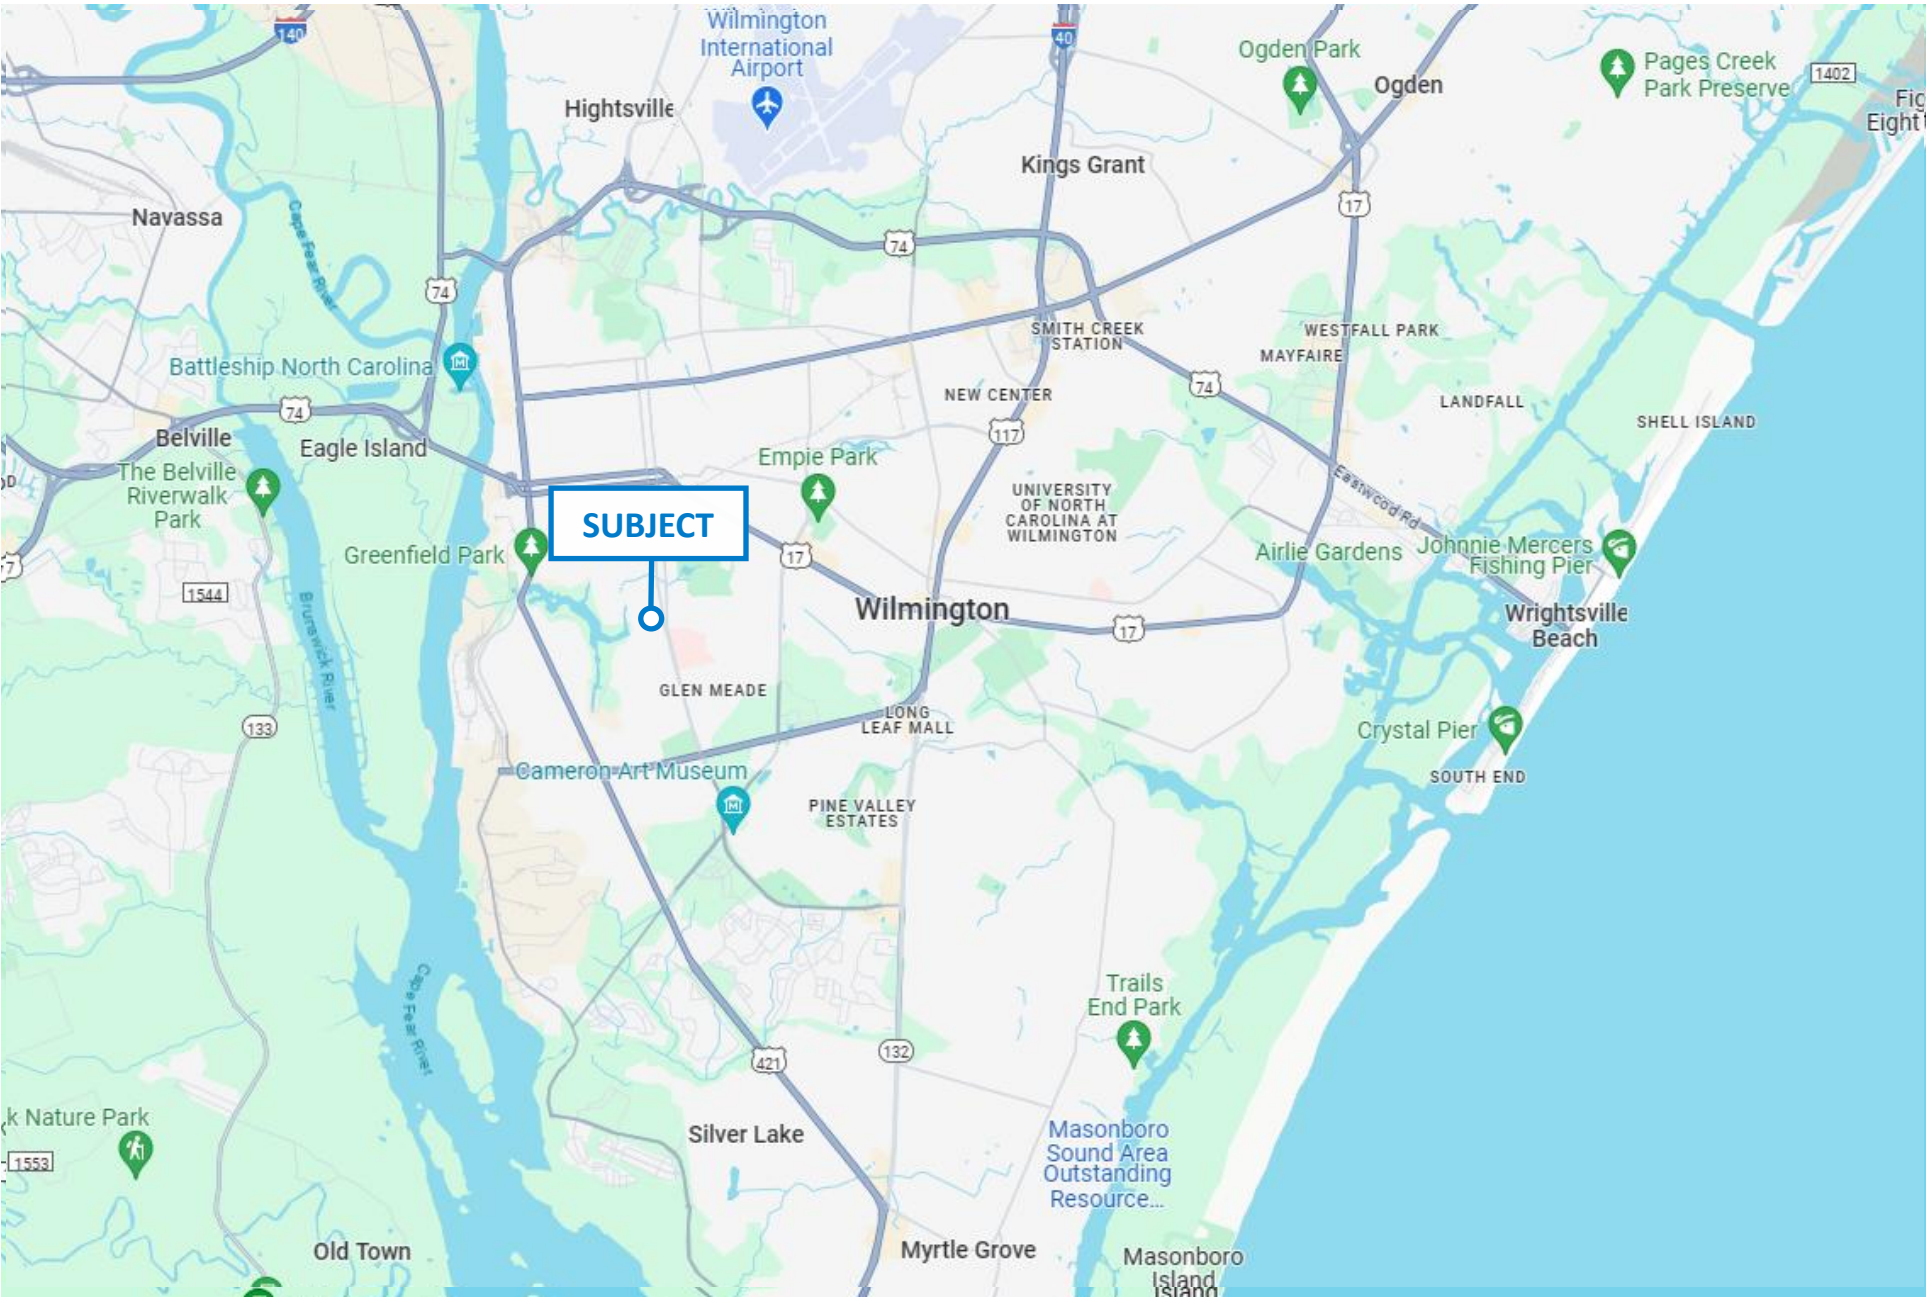 Wilmington
International
Airport
140
40
Ogden Park
Ogden
Pages Creek
Park Preserve
1402
Fig
Eight
Hightsville
Kings Grant
Navassa
Cape Fear River
17
74
74
SMITH CREEK
STATION
WESTFALL PARK
MAYFAIRE
Battleship North Carolina
74
NEW CENTER
74
LANDFALL
SHELL ISLAND
117
Belville
Eagle Island
The Belville
Riverwalk
Park
Empie Park
UNIVERSITY
OF NORTH
CAROLINA AT
WILMINGTON
Eastwood Rd
SUBJECT
Greenfield Park
17
Airlie Gardens
Johnnie Mercers
Fishing Pier
1544
Brunswick River
Wilmington
17
Wrightsville
Beach
GLEN MEADE
LONG
LEAF MALL
133
Crystal Pier
Cameron Art Museum
SOUTH END
PINE VALLEY
ESTATES
Cape Fear River
Trails
End Park
421
132
k Nature Park
1553
Silver Lake
Masonboro
Sound Area
Outstanding
Resource...
Old Town
Myrtle Grove
Masonboro
Island
Island